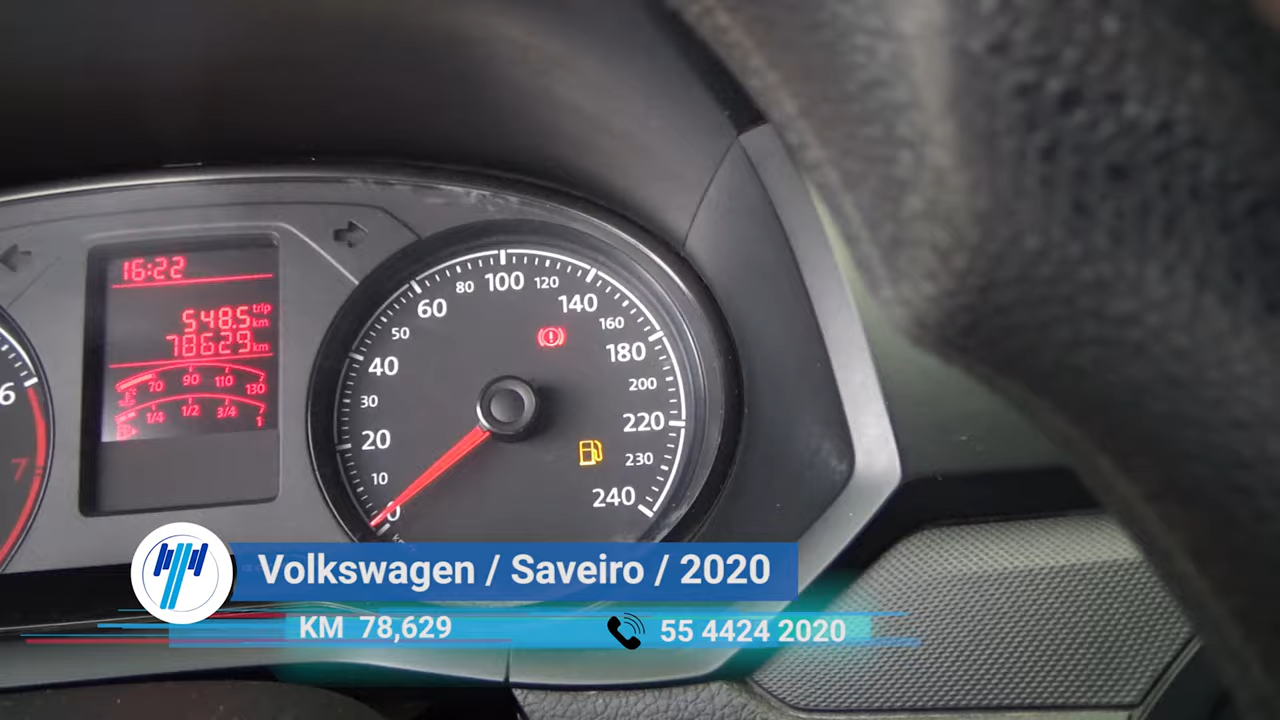 16:22
548.5 trip km
78629 km
70 90 110 130
1/4 1/2 3/4 1
6
7
0
10
20
30
40
50
60
80
100
120
140
160
180
200
220
230
240
Volkswagen / Saveiro / 2020
KM 78,629
55 4424 2020